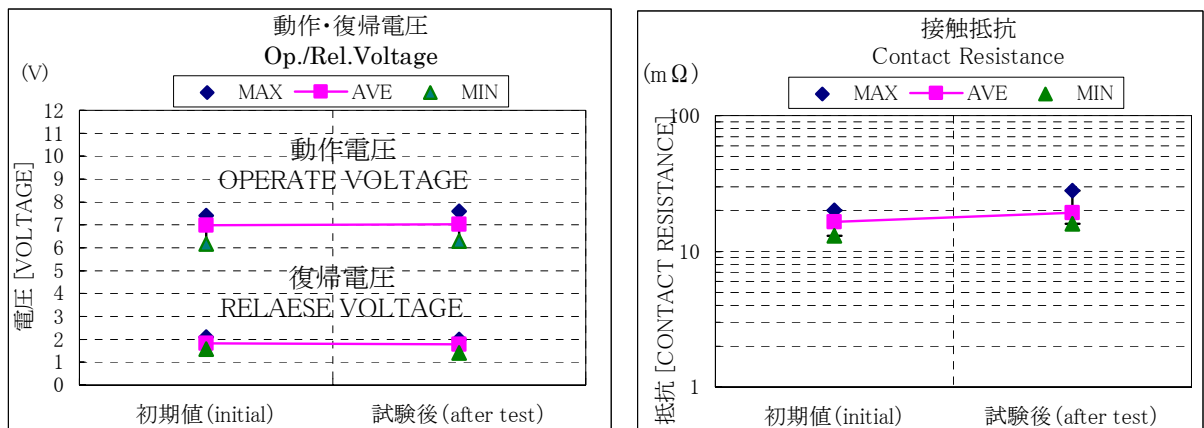 動作・復帰電圧
Op./Rel.Voltage
(V)
MAX AVE MIN
12
11
10
9
8
7
6
5
4
3
2
1
0
電圧 [VOLTAGE]
動作電圧
OPERATE VOLTAGE
復帰電圧
RELAESE VOLTAGE
初期値(initial) 試験後(after test)
接触抵抗
Contact Resistance
(mΩ)
MAX AVE MIN
100
10
1
抵抗 [CONTACT RESISTANCE]
初期値(initial) 試験後(after test)